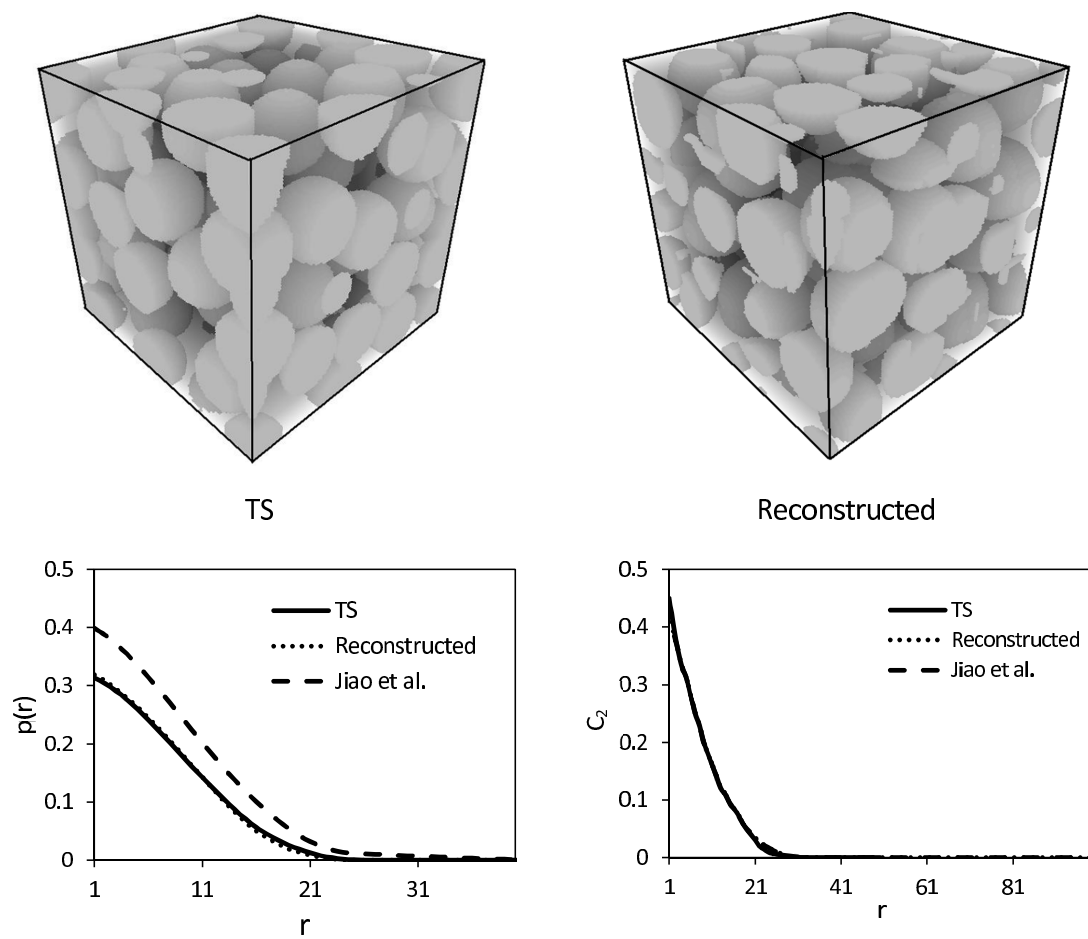 TS
Reconstructed
0.5
0.4
0.3
0.2
0.1
0
p(r)
TS
Reconstructed
Jiao et al.
1
11
21
31
r
0.5
0.4
0.3
0.2
0.1
0
C₂
TS
Reconstructed
Jiao et al.
1
21
41
61
81
r